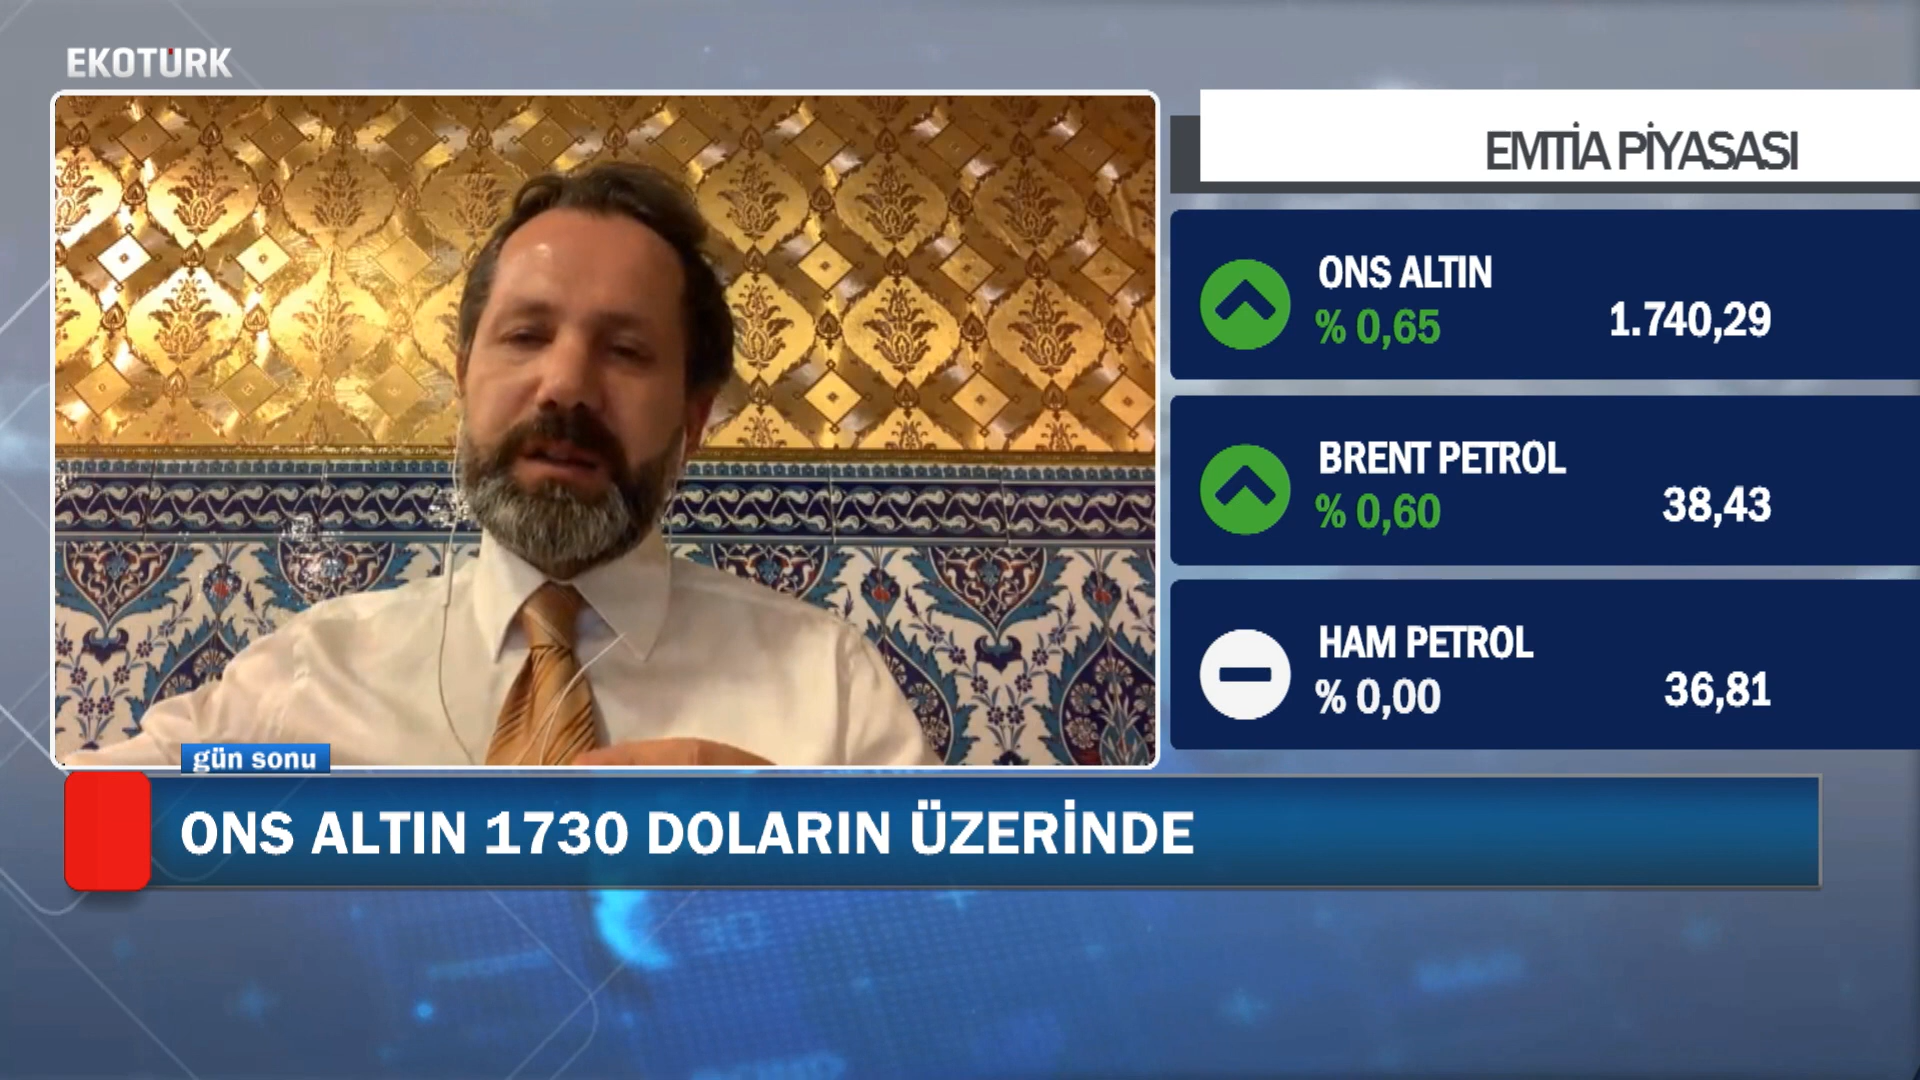 EKOTÜRK
EMTİA PİYASASI
ONS ALTIN
% 0,65
1.740,29
BRENT PETROL
% 0,60
38,43
HAM PETROL
% 0,00
36,81
gün sonu
ONS ALTIN 1730 DOLARIN ÜZERİNDE